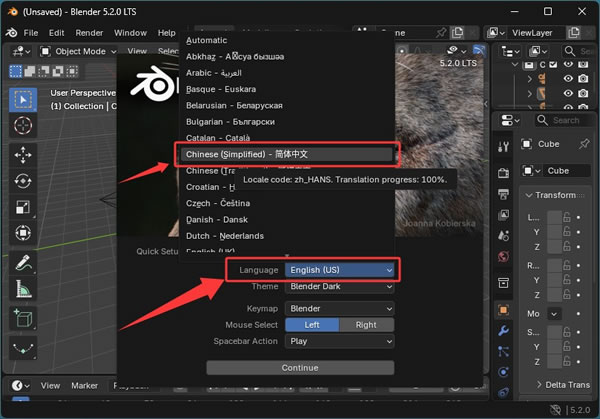 (Unsaved) - Blender 5.2.0 LTS
File Edit Render Window Help
ViewLayer
Object Mode
Automatic
Abkhaz - Аҧсуа бызшәа
Arabic - العربية
Basque - Euskara
Belarusian - Беларуская
Bulgarian - Български
Catalan - Català
Chinese (Simplified) - 简体中文
Locale code: zh_HANS. Translation progress: 100%.
Croatian - H
Czech - Čeština
Danish - Dansk
Dutch - Nederlands
English (UK)
5.2.0 LTS
User Perspective
(1) Collection | C
Joanna Kobierska
Quick Setu
Language English (US)
Theme Blender Dark
Keymap Blender
Mouse Select Left Right
Spacebar Action Play
Continue
Cube
Cube
Transform
L...
Y
Z
R...
Y
Z
Mo
S...
Y
Z
Delta Trans
View Marker
5.2.0